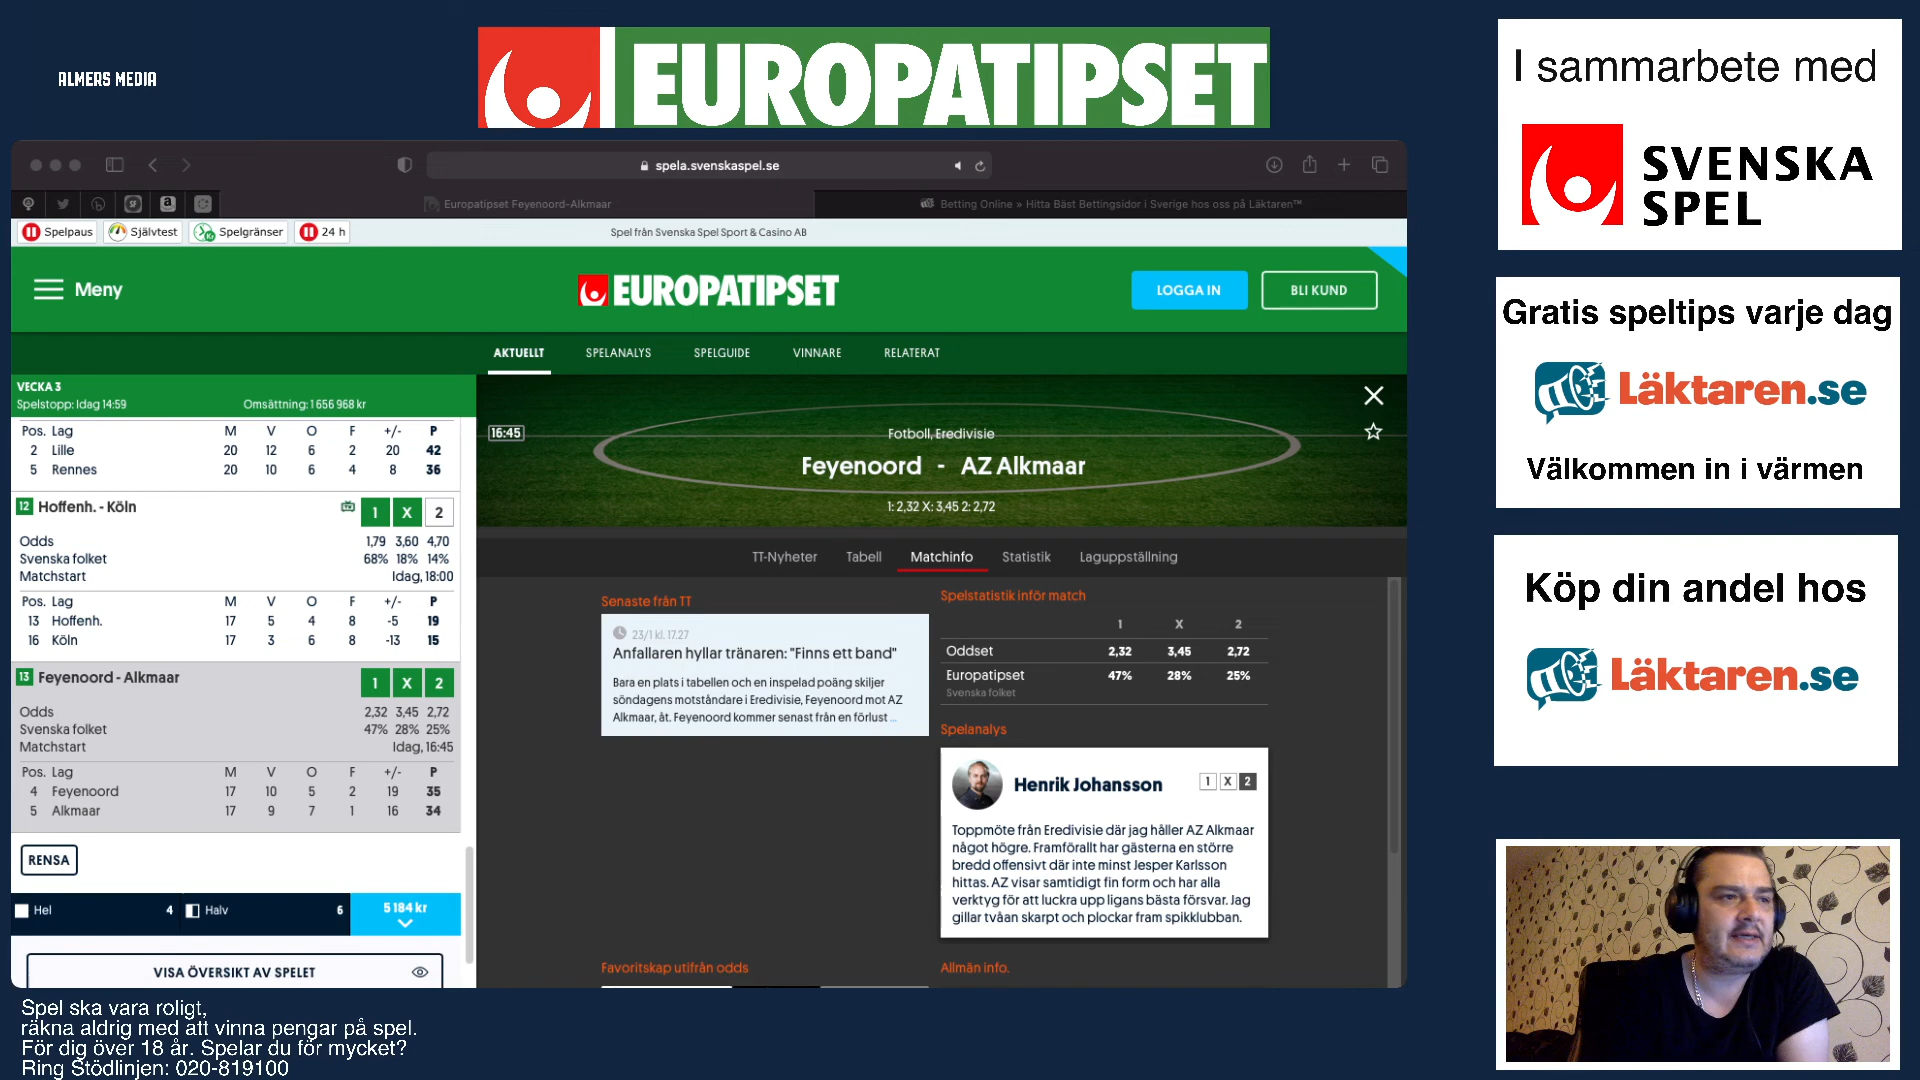 ALMERS MEDIA
EUROPATIPSET
I sammarbete med
SVENSKA
SPEL
Gratis speltips varje dag
Läktaren.se
Välkommen in i värmen
Köp din andel hos
Läktaren.se
spela.svenskaspel.se
Europatipset Feyenoord-Alkmaar
Betting Online » Hitta Bäst Bettingsidor i Sverige hos oss på Läktaren™
Spelpaus Självtest Spelgränser 24 h
Spel från Svenska Spel Sport & Casino AB
Meny
EUROPATIPSET
LOGGA IN
BLI KUND
AKTUELLT SPELANALYS SPELGUIDE VINNARE RELATERAT
VECKA 3
Spelstopp: Idag 14:59 Omsättning: 1 656 968 kr
Pos. Lag M V O F +/- P
2 Lille 20 12 6 2 20 42
5 Rennes 20 10 6 4 8 36
12 Hoffenh. - Köln 1 X 2
Odds 1,79 3,60 4,70
Svenska folket 68% 18% 14%
Matchstart Idag, 18:00
Pos. Lag M V O F +/- P
13 Hoffenh. 17 5 4 8 -5 19
16 Köln 17 3 6 8 -13 15
13 Feyenoord - Alkmaar 1 X 2
Odds 2,32 3,45 2,72
Svenska folket 47% 28% 25%
Matchstart Idag, 16:45
Pos. Lag M V O F +/- P
4 Feyenoord 17 10 5 2 19 35
5 Alkmaar 17 9 7 1 16 34
RENSA
Hel 4 Halv 6 5 184 kr
VISA ÖVERSIKT AV SPELET
16:45
Fotboll, Eredivisie
Feyenoord - AZ Alkmaar
1: 2,32 X: 3,45 2: 2,72
TT-Nyheter Tabell Matchinfo Statistik Laguppställning
Senaste från TT
23/1 kl. 17.27
Anfallaren hyllar tränaren: "Finns ett band"
Bara en plats i tabellen och en inspelad poäng skiljer
söndagens motståndare i Eredivisie, Feyenoord mot AZ
Alkmaar, åt. Feyenoord kommer senast från en förlust ...
Favoritskap utifrån odds
Spelstatistik inför match
1 X 2
Oddset 2,32 3,45 2,72
Europatipset 47% 28% 25%
Svenska folket
Spelanalys
Henrik Johansson 1 X 2
Toppmöte från Eredivisie där jag håller AZ Alkmaar
något högre. Framförallt har gästerna en större
bredd offensivt där inte minst Jesper Karlsson
hittas. AZ visar samtidigt fin form och har alla
verktyg för att luckra upp ligans bästa försvar. Jag
gillar tvåan skarpt och plockar fram spikklubban.
Allmän info.
Spel ska vara roligt,
räkna aldrig med att vinna pengar på spel.
För dig över 18 år. Spelar du för mycket?
Ring Stödlinjen: 020-819100